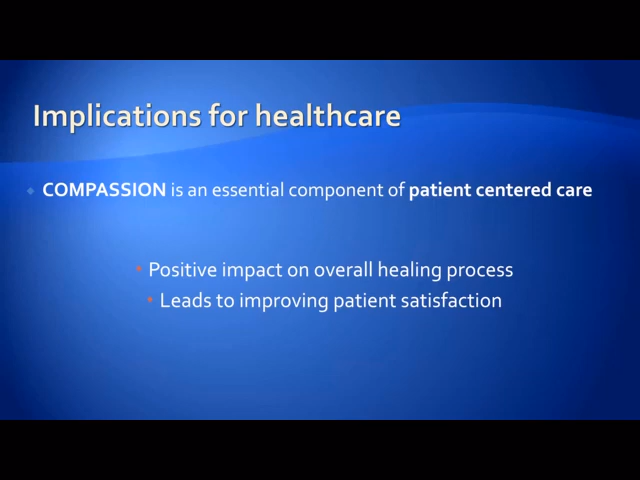 Implications for healthcare
COMPASSION is an essential component of patient centered care
• Positive impact on overall healing process
• Leads to improving patient satisfaction